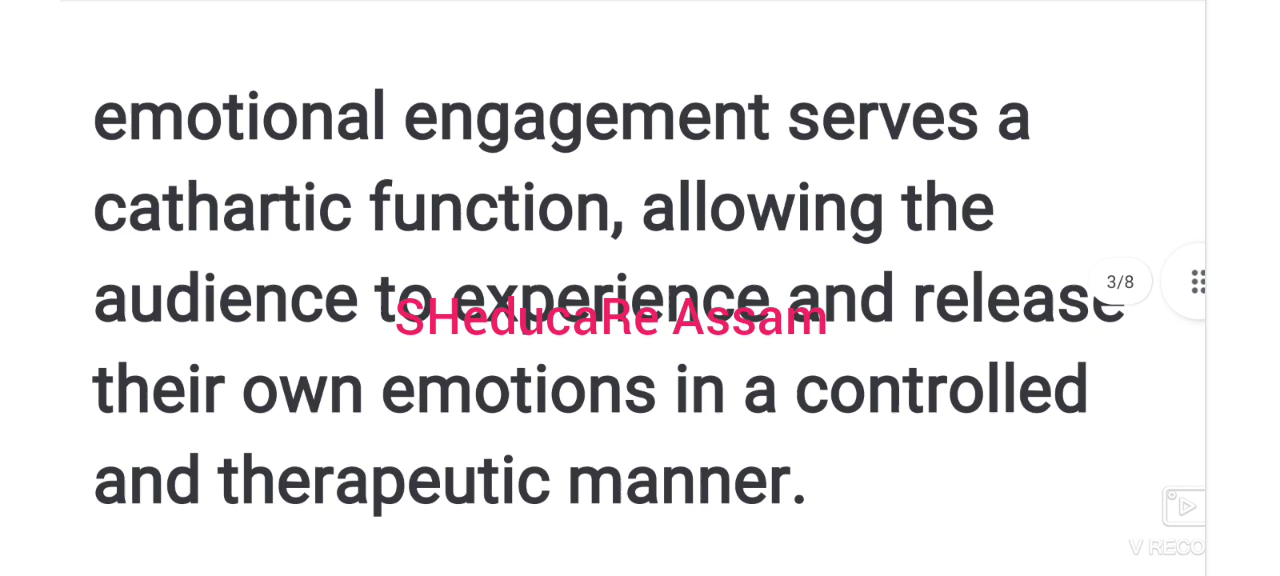 emotional engagement serves a
cathartic function, allowing the
audience to experience and release
SHeducaRe Assam
their own emotions in a controlled
and therapeutic manner.
3/8
V RECO